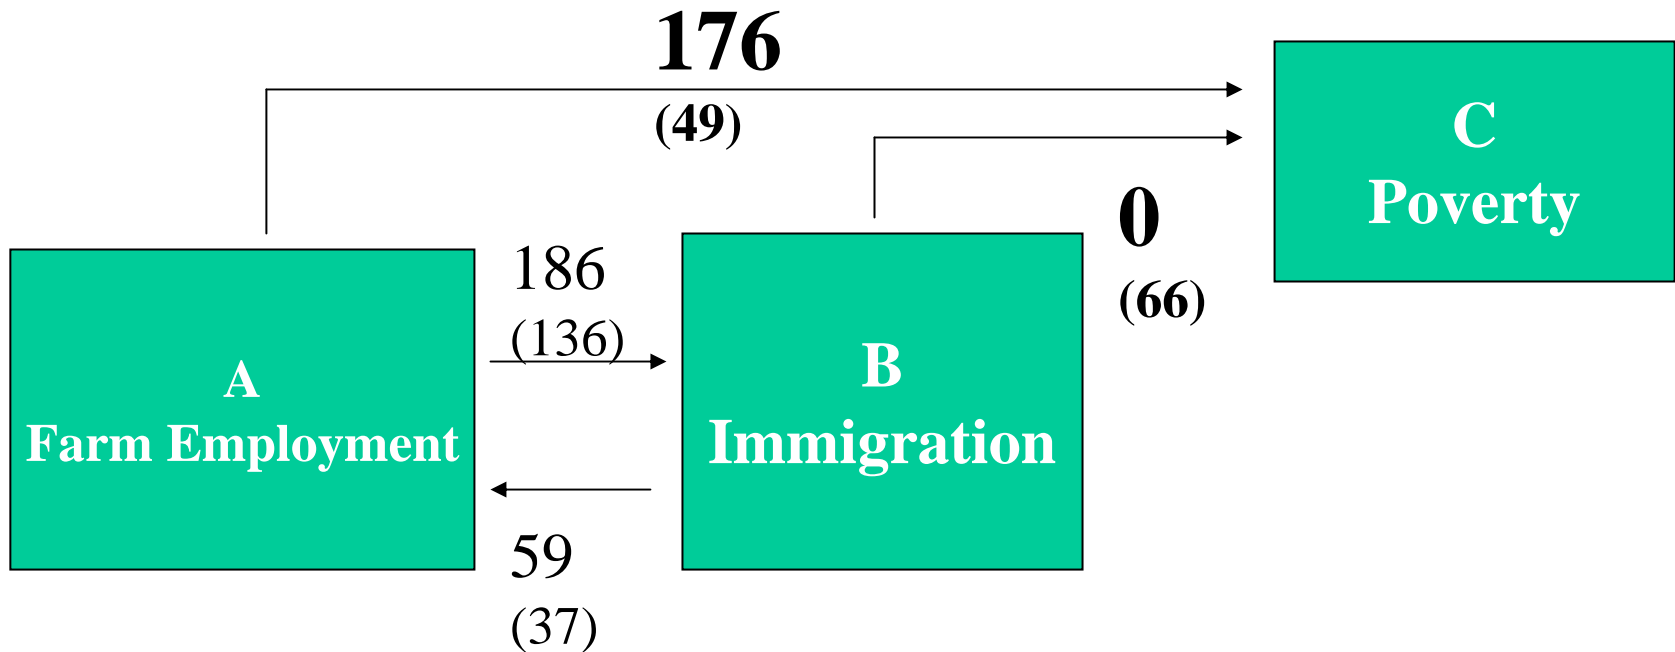 176
(49)
C
Poverty
0
(66)
186
(136)
A
Farm Employment
B
Immigration
59
(37)